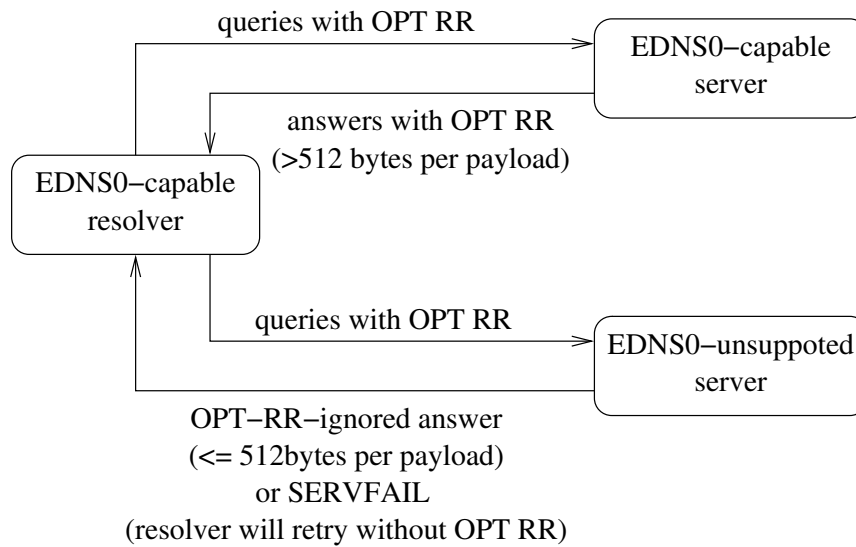 queries with OPT RR
EDNS0−capable
server
answers with OPT RR
(>512 bytes per payload)
EDNS0−capable
resolver
queries with OPT RR
EDNS0−unsuppoted
server
OPT−RR−ignored answer
(<= 512bytes per payload)
or SERVFAIL
(resolver will retry without OPT RR)